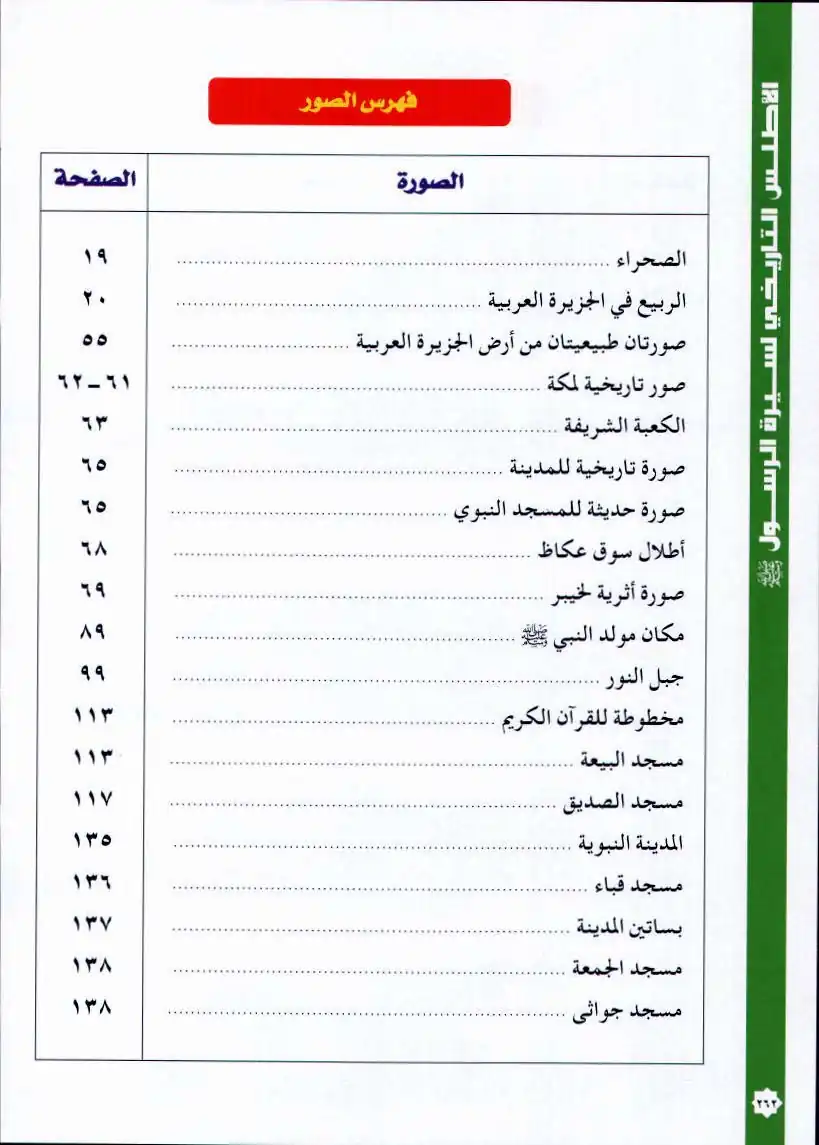 الأطلس التاريخي لسيرة الرسول ﷺ
فهرس الصور
الصورة الصفحة
الصحراء ........ ١٩
الربيع في الجزيرة العربية ........ ٢٠
صورتان طبيعيتان من أرض الجزيرة العربية ........ ٥٥
صور تاريخية لمكة ........ ٦١-٦٢
الكعبة الشريفة ........ ٦٣
صورة تاريخية للمدينة ........ ٦٥
صورة حديثة للمسجد النبوي ........ ٦٥
أطلال سوق عكاظ ........ ٦٨
صورة أثرية لخيبر ........ ٦٩
مكان مولد النبي ﷺ ........ ٨٩
جبل النور ........ ٩٩
مخطوطة للقرآن الكريم ........ ١١٣
مسجد البيعة ........ ١١٣
مسجد الصديق ........ ١١٧
المدينة النبوية ........ ١٣٥
مسجد قباء ........ ١٣٦
بساتين المدينة ........ ١٣٧
مسجد الجمعة ........ ١٣٨
مسجد جواثى ........ ١٣٨
٢٦٢